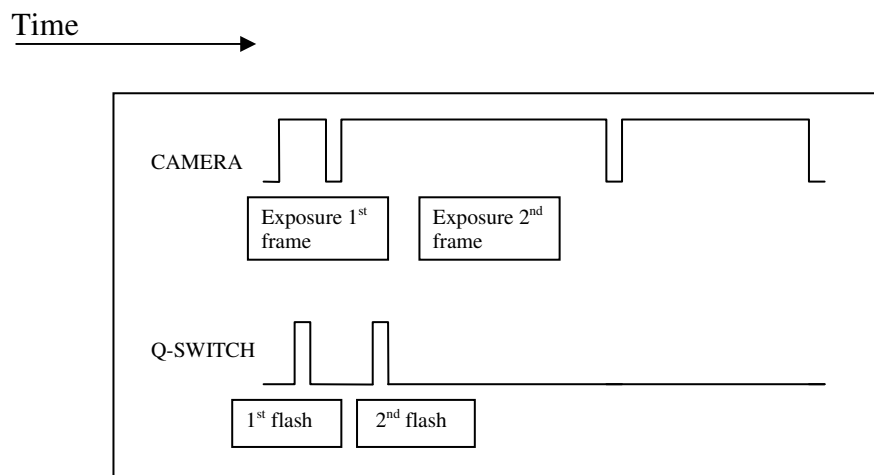 Time
CAMERA
Exposure 1st
frame
Exposure 2nd
frame
Q-SWITCH
1st flash
2nd flash